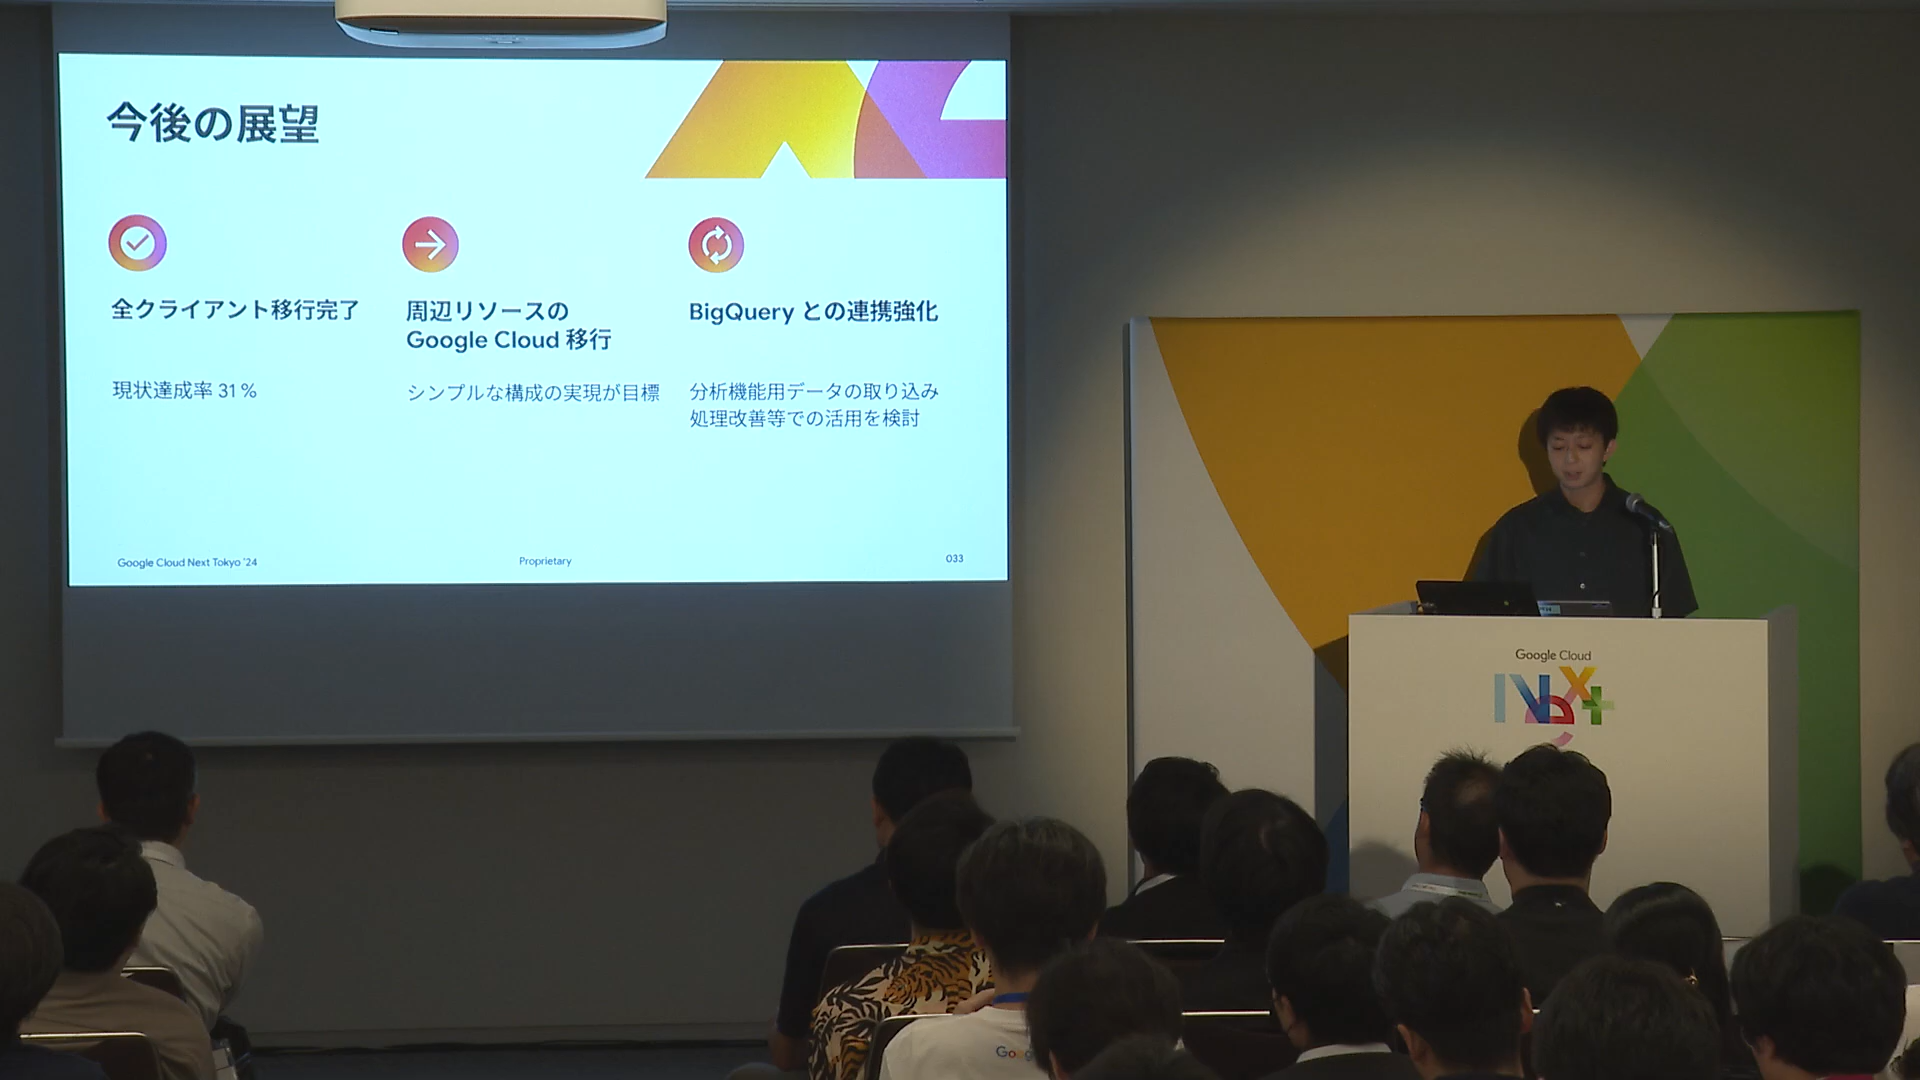 今後の展望
全クライアント移行完了
現状達成率 31 %
周辺リソースの
Google Cloud 移行
シンプルな構成の実現が目標
BigQuery との連携強化
分析機能用データの取り込み
処理改善等での活用を検討
Google Cloud Next Tokyo '24
Proprietary
033
Google Cloud
Next